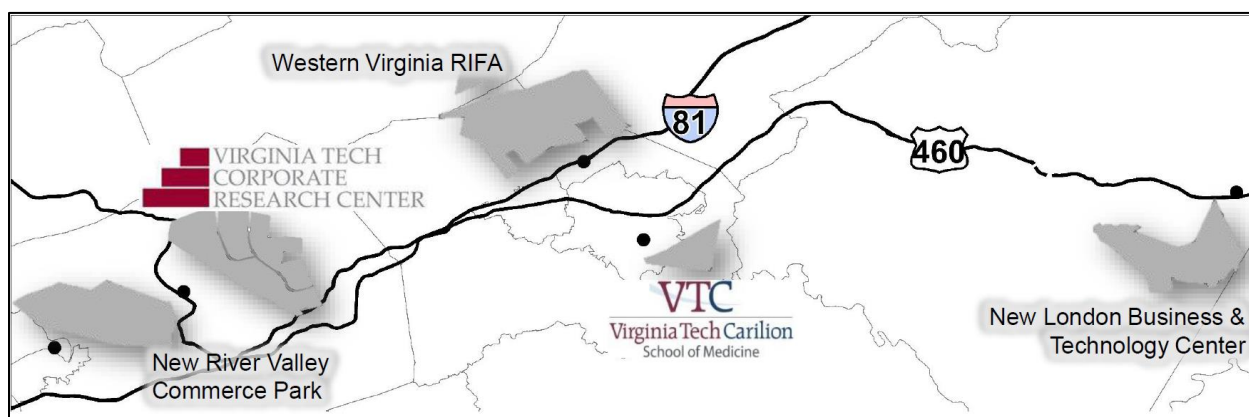 Western Virginia RIFA
81
460
VIRGINIA TECH
CORPORATE
RESEARCH CENTER
VTC
Virginia Tech Carilion
School of Medicine
New London Business &
Technology Center
New River Valley
Commerce Park